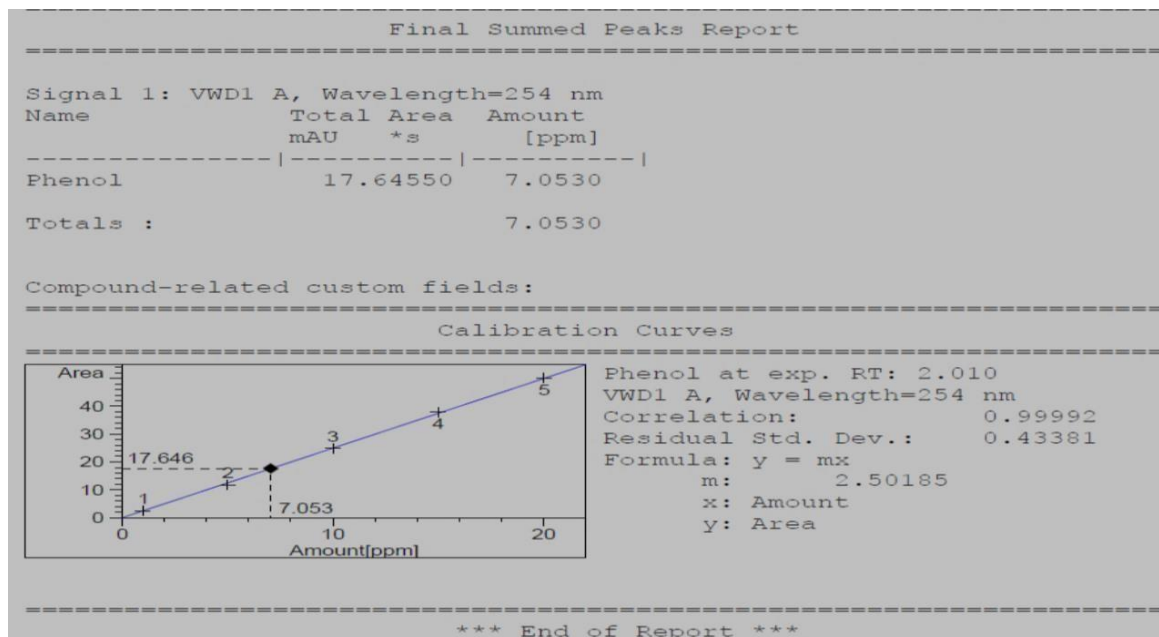 Final Summed Peaks Report
Signal 1: VWD1 A, Wavelength=254 nm
Name Total Area Amount
mAU *s [ppm]
---------------|-----------|-----------|
Phenol 17.64550 7.0530
Totals : 7.0530
Compound-related custom fields:
Calibration Curves
Area
40
30
20
10
0
17.646
7.053
1
2
3
4
5
0 10 20
Amount[ppm]
Phenol at exp. RT: 2.010
VWD1 A, Wavelength=254 nm
Correlation: 0.99992
Residual Std. Dev.: 0.43381
Formula: y = mx
m: 2.50185
x: Amount
y: Area
*** End of Report ***